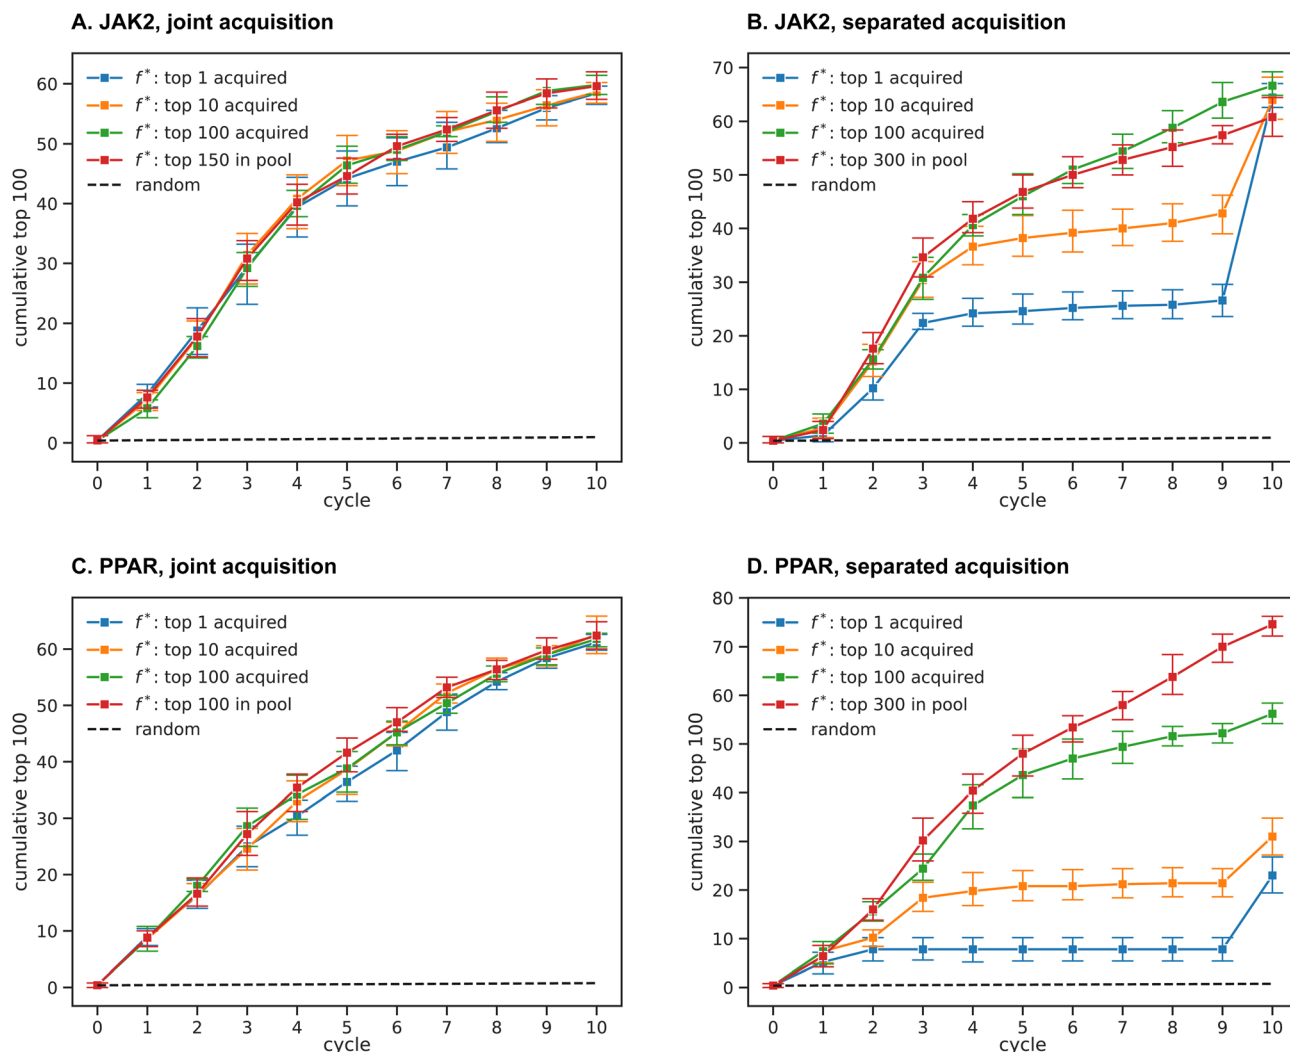 A. JAK2, joint acquisition
cumulative top 100
60
50
40
30
20
10
0
f*: top 1 acquired
f*: top 10 acquired
f*: top 100 acquired
f*: top 150 in pool
random
0 1 2 3 4 5 6 7 8 9 10
cycle
B. JAK2, separated acquisition
cumulative top 100
70
60
50
40
30
20
10
0
f*: top 1 acquired
f*: top 10 acquired
f*: top 100 acquired
f*: top 300 in pool
random
0 1 2 3 4 5 6 7 8 9 10
cycle
C. PPAR, joint acquisition
cumulative top 100
60
50
40
30
20
10
0
f*: top 1 acquired
f*: top 10 acquired
f*: top 100 acquired
f*: top 100 in pool
random
0 1 2 3 4 5 6 7 8 9 10
cycle
D. PPAR, separated acquisition
cumulative top 100
80
70
60
50
40
30
20
10
0
f*: top 1 acquired
f*: top 10 acquired
f*: top 100 acquired
f*: top 300 in pool
random
0 1 2 3 4 5 6 7 8 9 10
cycle